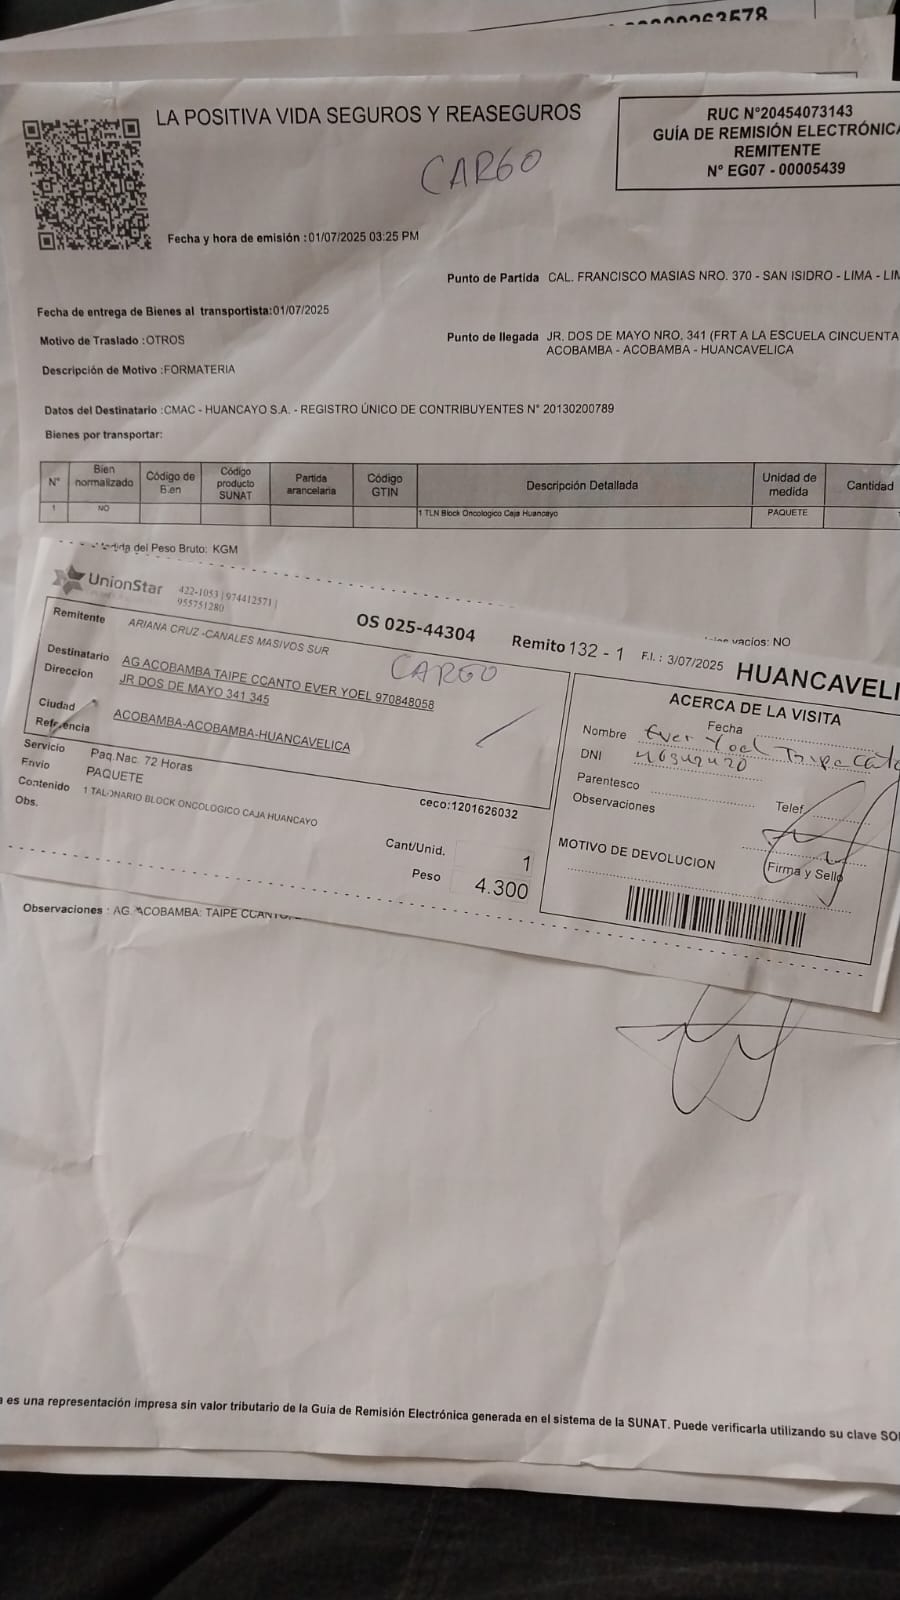 LA POSITIVA VIDA SEGUROS Y REASEGUROS
CARGO
RUC N°20454073143
GUÍA DE REMISIÓN ELECTRÓNICA
REMITENTE
N° EG07 - 00005439
Fecha y hora de emisión :01/07/2025 03:25 PM
Punto de Partida CAL. FRANCISCO MASIAS NRO. 370 - SAN ISIDRO - LIMA - LIM
Fecha de entrega de Bienes al transportista:01/07/2025
Motivo de Traslado :OTROS
Punto de llegada JR. DOS DE MAYO NRO. 341 (FRT A LA ESCUELA CINCUENTA
ACOBAMBA - ACOBAMBA - HUANCAVELICA
Descripción de Motivo :FORMATERIA
Datos del Destinatario :CMAC - HUANCAYO S.A. - REGISTRO ÚNICO DE CONTRIBUYENTES N° 20130200789
Bienes por transportar:
N° Bien normalizado Código de Bien Código producto SUNAT Partida arancelaria Código GTIN Descripción Detallada Unidad de medida Cantidad
1 NO 1 TLN Block Oncologico Caja Huancayo PAQUETE
del Peso Bruto: KGM
vacios: NO
UnionStar 422-1053 | 974412571 |
955751280
OS 025-44304 Remito 132 - 1 F.I. : 3/07/2025 HUANCAVELI
Remitente ARIANA CRUZ -CANALES MASIVOS SUR
CARGO
Destinatario AG ACOBAMBA TAIPE CCANTO EVER YOEL 970848058
Direccion JR DOS DE MAYO 341 345
Ciudad ACOBAMBA-ACOBAMBA-HUANCAVELICA
Refrencia
Servicio Paq.Nac. 72 Horas
Envío PAQUETE
Contenido 1 TALONARIO BLOCK ONCOLOGICO CAJA HUANCAYO
Obs.
ceco:1201626032
Cant/Unid. 1
Peso 4.300
ACERCA DE LA VISITA
Fecha
Nombre Ever Yoel
DNI
Parentesco
Telef
Observaciones
MOTIVO DE DEVOLUCION
Firma y Sello
Observaciones : AG. ACOBAMBA: TAIPE CCANTO,
es una representación impresa sin valor tributario de la Guía de Remisión Electrónica generada en el sistema de la SUNAT. Puede verificarla utilizando su clave SO